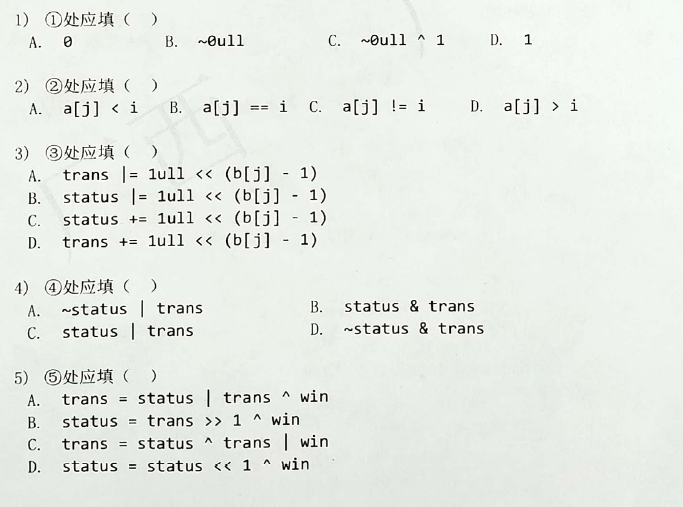 1) ①处应填（ ）
A. 0 B. ~0ull C. ~0ull ^ 1 D. 1
2) ②处应填（ ）
A. a[j] < i B. a[j] == i C. a[j] != i D. a[j] > i
3) ③处应填（ ）
A. trans |= 1ull << (b[j] - 1)
B. status |= 1ull << (b[j] - 1)
C. status += 1ull << (b[j] - 1)
D. trans += 1ull << (b[j] - 1)
4) ④处应填（ ）
A. ~status | trans B. status & trans
C. status | trans D. ~status & trans
5) ⑤处应填（ ）
A. trans = status | trans ^ win
B. status = trans >> 1 ^ win
C. trans = status ^ trans | win
D. status = status << 1 ^ win